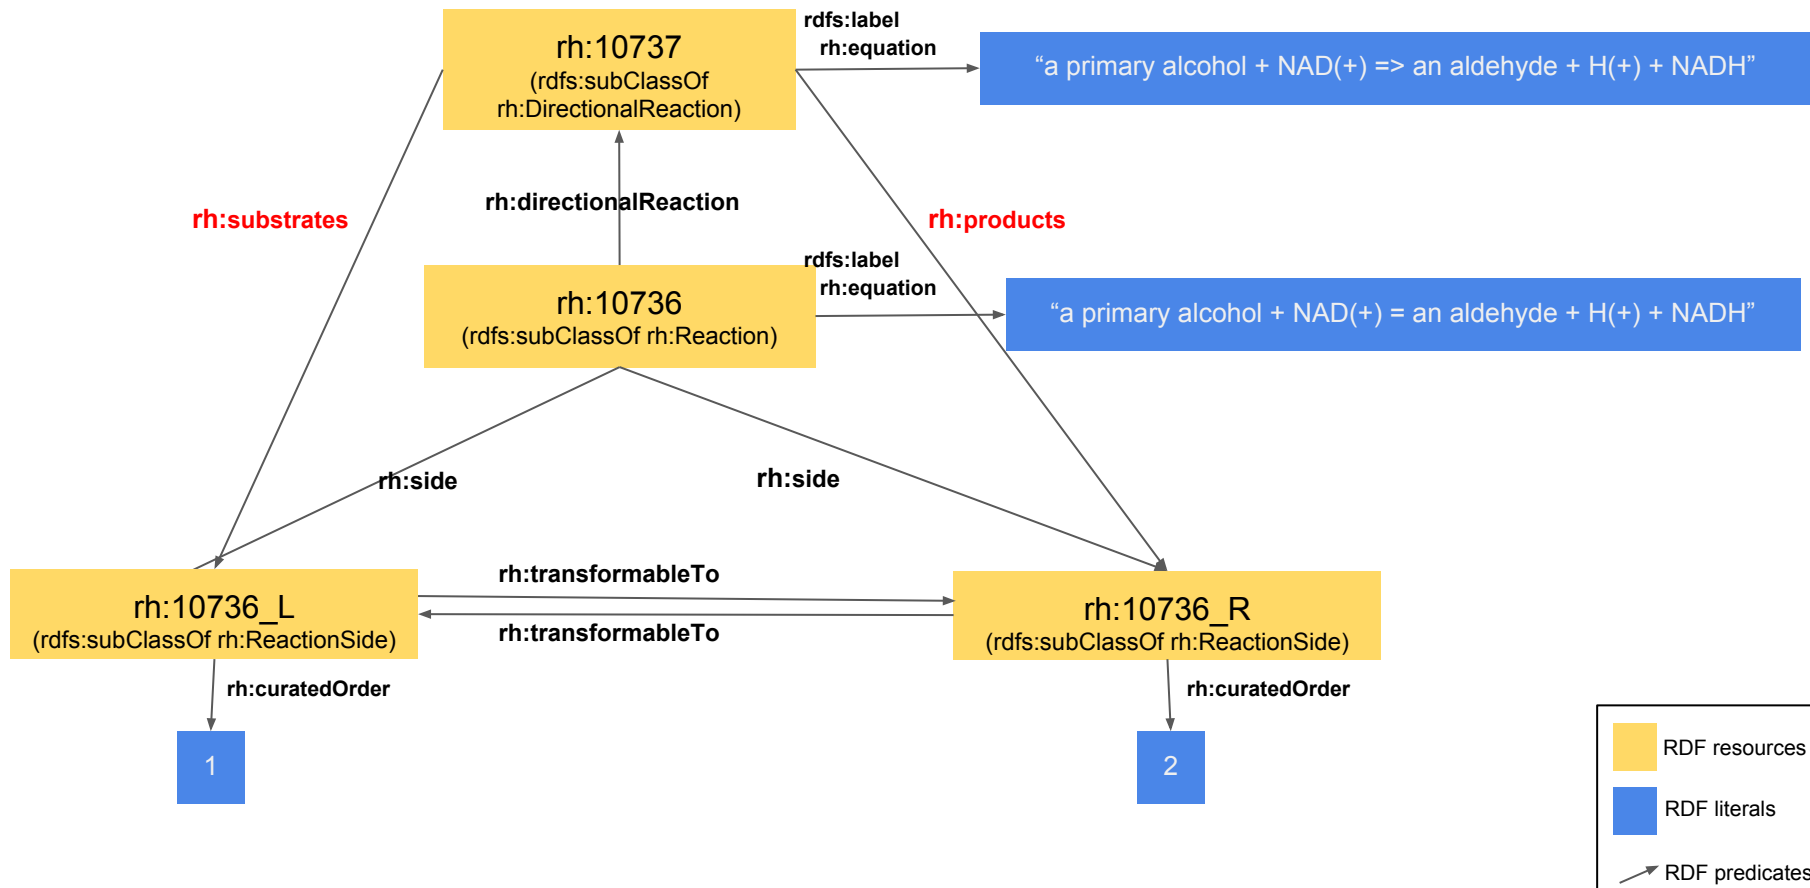 rh:10737
(rdfs:subClassOf
rh:DirectionalReaction)
rdfs:label
rh:equation
“a primary alcohol + NAD(+) => an aldehyde + H(+) + NADH”
rh:substrates
rh:directionalReaction
rh:products
rh:10736
(rdfs:subClassOf rh:Reaction)
rdfs:label
rh:equation
“a primary alcohol + NAD(+) = an aldehyde + H(+) + NADH”
rh:side
rh:side
rh:10736_L
(rdfs:subClassOf rh:ReactionSide)
rh:transformableTo
rh:transformableTo
rh:10736_R
(rdfs:subClassOf rh:ReactionSide)
rh:curatedOrder
rh:curatedOrder
1
2
RDF resources
RDF literals
RDF predicates